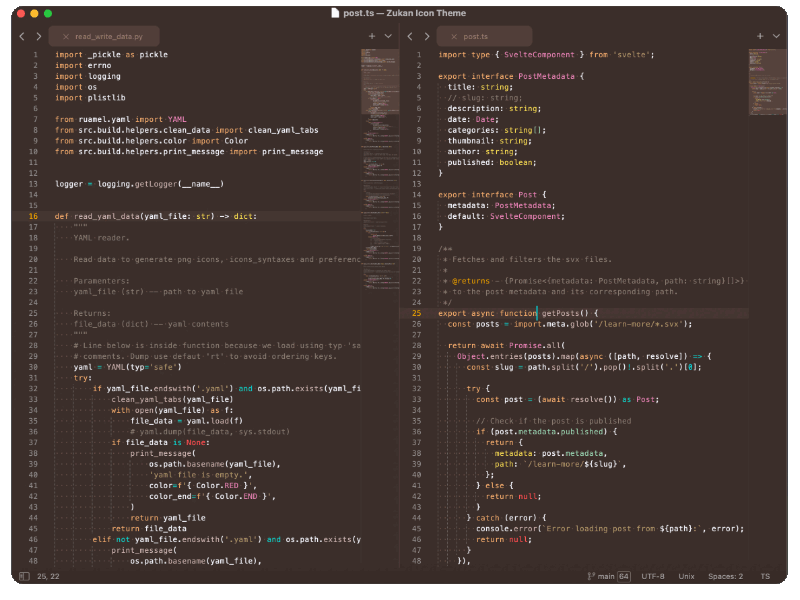 post.ts — Zukan Icon Theme
read_write_data.py
1 import _pickle as pickle
2 import errno
3 import logging
4 import os
5 import plistlib
6
7 from ruamel.yaml import YAML
8 from src.build.helpers.clean_data import clean_yaml_tabs
9 from src.build.helpers.color import Color
10 from src.build.helpers.print_message import print_message
11
12
13 logger = logging.getLogger(__name__)
14
15
16 def read_yaml_data(yaml_file: str) -> dict:
17 """
18 YAML reader.
19
20 Read data to generate png icons, icons_syntaxes and preferenc
21
22 Paramenters:
23 yaml_file (str) -- path to yaml file
24
25 Returns:
26 file_data (dict) -- yaml contents
27 """
28 # Line below is inside function because we load using typ 'sa
29 # comments. Dump use defaut 'rt' to avoid ordering keys.
30 yaml = YAML(typ='safe')
31 try:
32 if yaml_file.endswith('.yaml') and os.path.exists(yaml_fi
33 clean_yaml_tabs(yaml_file)
34 with open(yaml_file) as f:
35 file_data = yaml.load(f)
36 # yaml.dump(file_data, sys.stdout)
37 if file_data is None:
38 print_message(
39 os.path.basename(yaml_file),
40 'yaml file is empty.',
41 color=f'{ Color.RED }',
42 color_end=f'{ Color.END }',
43 )
44 return yaml_file
45 return file_data
46 elif not yaml_file.endswith('.yaml') and os.path.exists(y
47 print_message(
48 os.path.basename(yaml_file),
post.ts
1 import type { SvelteComponent } from 'svelte';
2
3 export interface PostMetadata {
4 title: string;
5 // slug: string;
6 description: string;
7 date: Date;
8 categories: string[];
9 thumbnail: string;
10 author: string;
11 published: boolean;
12 }
13
14 export interface Post {
15 metadata: PostMetadata;
16 default: SvelteComponent;
17 }
18
19 /**
20 * Fetches and filters the svx files.
21 *
22 * @returns - {Promise<{metadata: PostMetadata, path: string}[]>}
23 * to the post metadata and its corresponding path.
24 */
25 export async function getPosts() {
26 const posts = import.meta.glob('/learn-more/*.svx');
27
28 return await Promise.all(
29 Object.entries(posts).map(async ([path, resolve]) => {
30 const slug = path.split('/').pop()!.split('.')[0];
31
32 try {
33 const post = (await resolve()) as Post;
34
35 // Check if the post is published
36 if (post.metadata.published) {
37 return {
38 metadata: post.metadata,
39 path: `/learn-more/${slug}`,
40 };
41 } else {
42 return null;
43 }
44 } catch (error) {
45 console.error(`Error loading post from ${path}:`, error);
46 return null;
47 }
48 }),
25, 22
main 64 UTF-8 Unix Spaces: 2 TS